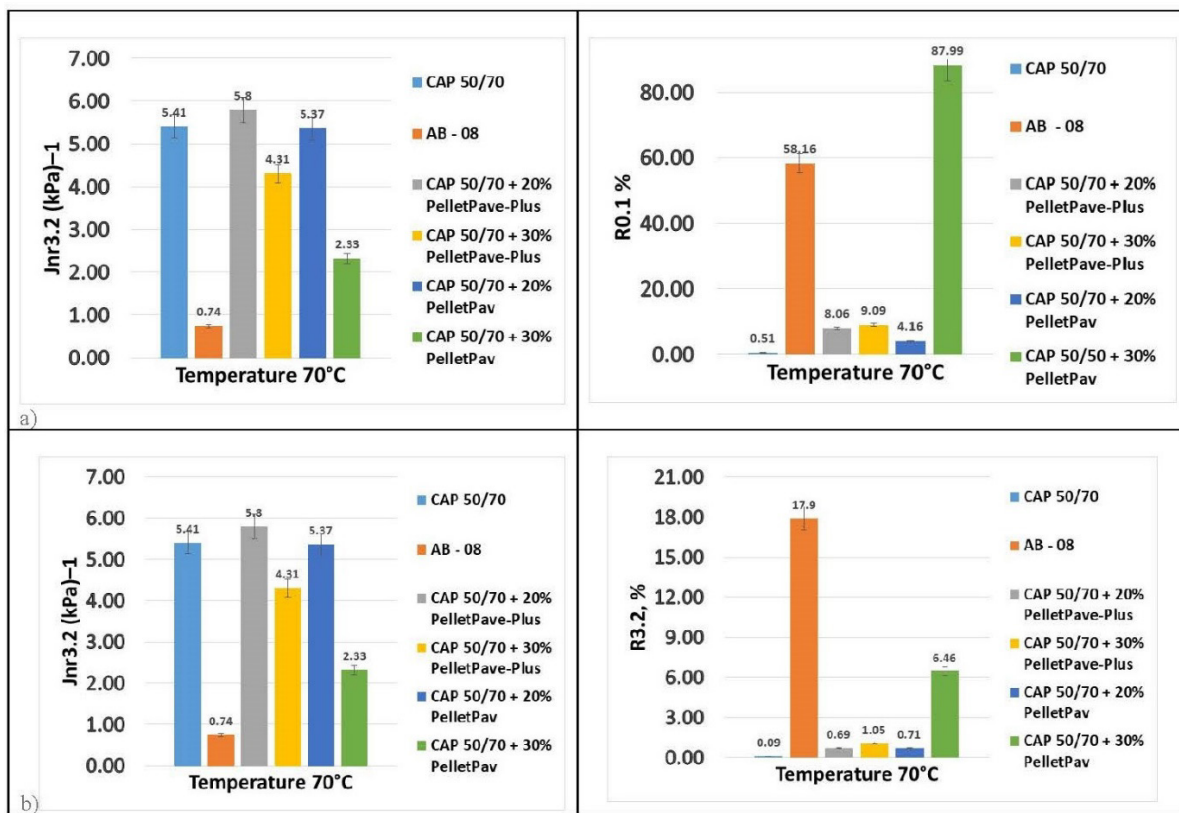 7.00
6.00
5.00
4.00
3.00
2.00
1.00
0.00
Jnr3.2 (kPa)–1
5.41
0.74
5.8
4.31
5.37
2.33
Temperature 70°C
CAP 50/70
AB - 08
CAP 50/70 + 20%
PelletPave-Plus
CAP 50/70 + 30%
PelletPave-Plus
CAP 50/70 + 20%
PelletPav
CAP 50/70 + 30%
PelletPav
a)
80.00
60.00
40.00
20.00
0.00
R0.1 %
0.51
58.16
8.06
9.09
4.16
87.99
Temperature 70°C
CAP 50/70
AB - 08
CAP 50/70 + 20%
PelletPave-Plus
CAP 50/70 + 30%
PelletPave-Plus
CAP 50/70 + 20%
PelletPav
CAP 50/50 + 30%
PelletPav
7.00
6.00
5.00
4.00
3.00
2.00
1.00
0.00
Jnr3.2 (kPa)–1
5.41
0.74
5.8
4.31
5.37
2.33
Temperature 70°C
CAP 50/70
AB - 08
CAP 50/70 + 20%
PelletPave-Plus
CAP 50/70 + 30%
PelletPave-Plus
CAP 50/70 + 20%
PelletPav
CAP 50/70 + 30%
PelletPav
b)
21.00
18.00
15.00
12.00
9.00
6.00
3.00
0.00
R3.2, %
0.09
17.9
0.69
1.05
0.71
6.46
Temperature 70°C
CAP 50/70
AB - 08
CAP 50/70 + 20%
PelletPave-Plus
CAP 50/70 + 30%
PelletPave-Plus
CAP 50/70 + 20%
PelletPav
CAP 50/70 + 30%
PelletPav